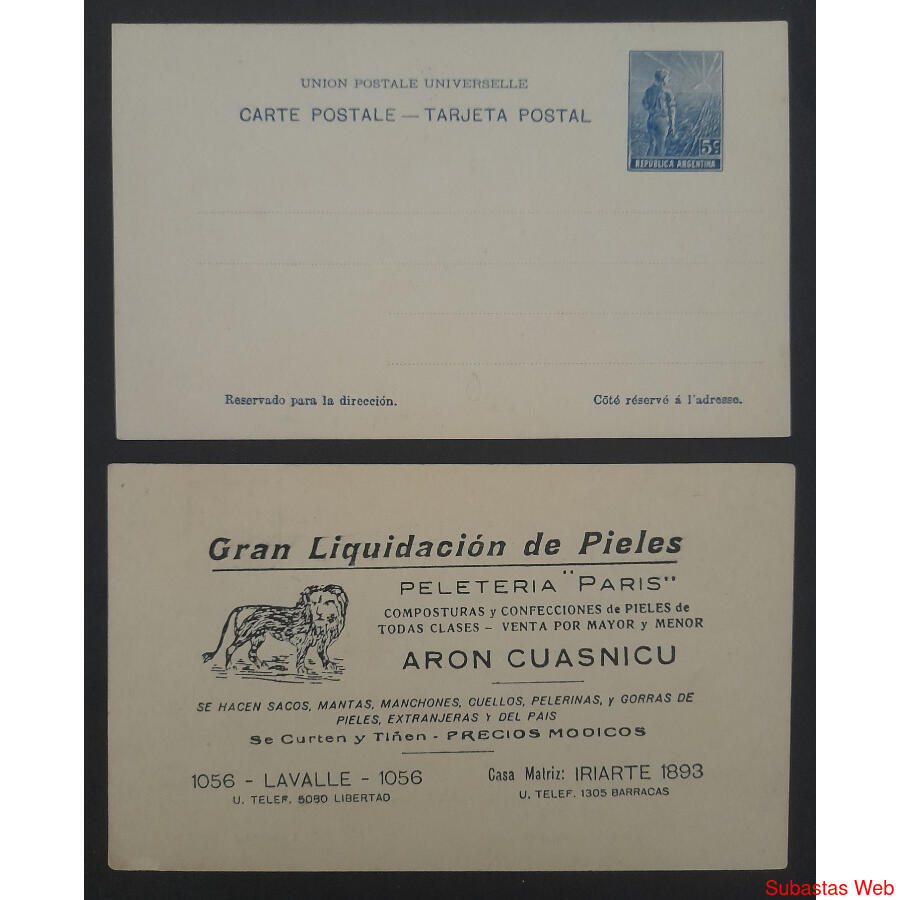 UNION POSTALE UNIVERSELLE
CARTE POSTALE — TARJETA POSTAL
5c
REPÚBLICA ARGENTINA
Reservado para la dirección.
Côté réservé á l'adresse.
Gran Liquidación de Pieles
PELETERIA "PARIS"
COMPOSTURAS y CONFECCIONES de PIELES de
TODAS CLASES – VENTA POR MAYOR y MENOR
ARON CUASNICU
SE HACEN SACOS, MANTAS, MANCHONES, CUELLOS, PELERINAS, y GORRAS DE
PIELES, EXTRANJERAS Y DEL PAIS
Se Curten y Tiñen - PRECIOS MODICOS
1056 - LAVALLE - 1056
U. TELEF. 5080 LIBERTAD
Casa Matriz: IRIARTE 1893
U. TELEF. 1305 BARRACAS
Subastas Web